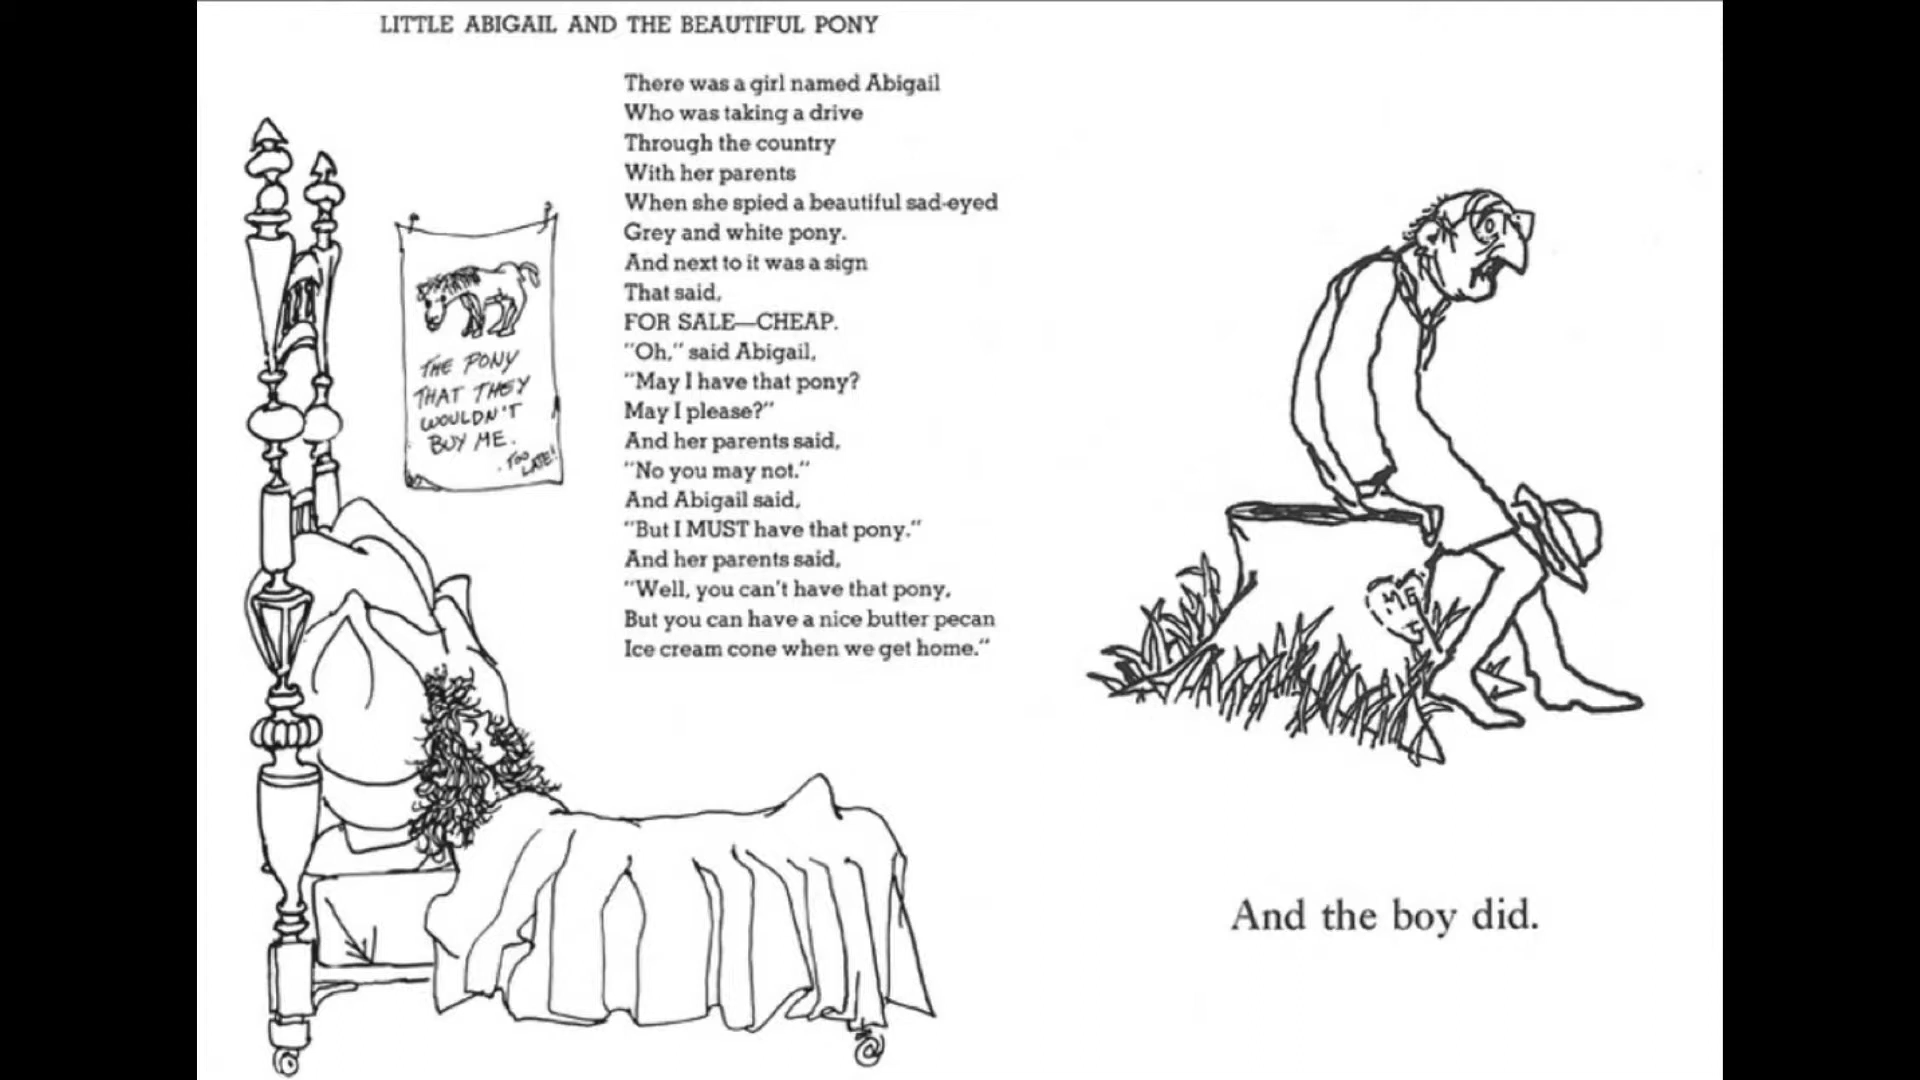 LITTLE ABIGAIL AND THE BEAUTIFUL PONY
There was a girl named Abigail
Who was taking a drive
Through the country
With her parents
When she spied a beautiful sad-eyed
Grey and white pony.
And next to it was a sign
That said,
FOR SALE—CHEAP.
"Oh," said Abigail,
"May I have that pony?
May I please?"
And her parents said,
"No you may not."
And Abigail said,
"But I MUST have that pony."
And her parents said,
"Well, you can't have that pony,
But you can have a nice butter pecan
Ice cream cone when we get home."
THE PONY
THAT THEY
WOULDN'T
BUY ME.
TOO
LATE!
ME
And the boy did.